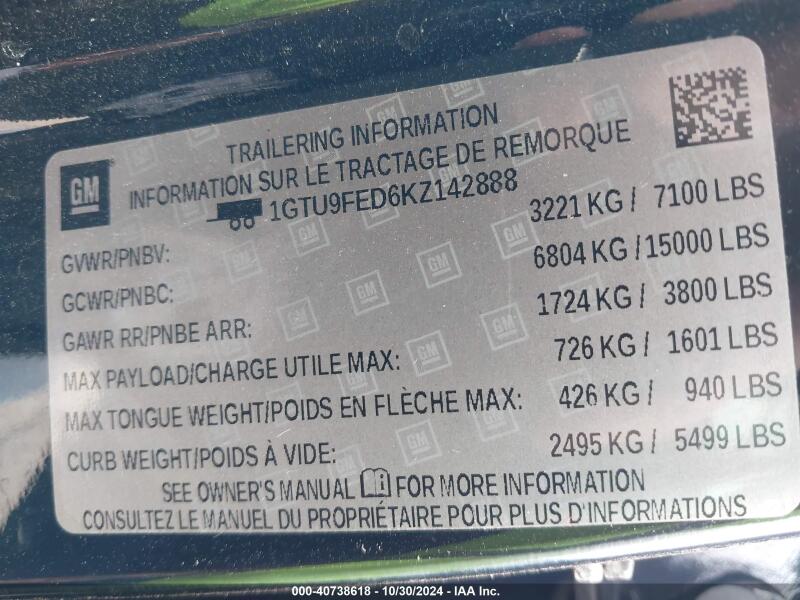 GM
TRAILERING INFORMATION
INFORMATION SUR LE TRACTAGE DE REMORQUE
1GTU9FED6KZ142888
GVWR/PNBV: 3221 KG / 7100 LBS
GCWR/PNBC: 6804 KG / 15000 LBS
GAWR RR/PNBE ARR: 1724 KG / 3800 LBS
MAX PAYLOAD/CHARGE UTILE MAX: 726 KG / 1601 LBS
MAX TONGUE WEIGHT/POIDS EN FLÈCHE MAX: 426 KG / 940 LBS
CURB WEIGHT/POIDS À VIDE: 2495 KG / 5499 LBS
SEE OWNER'S MANUAL FOR MORE INFORMATION
CONSULTEZ LE MANUEL DU PROPRIÉTAIRE POUR PLUS D'INFORMATIONS
000-40738618 - 10/30/2024 - IAA Inc.